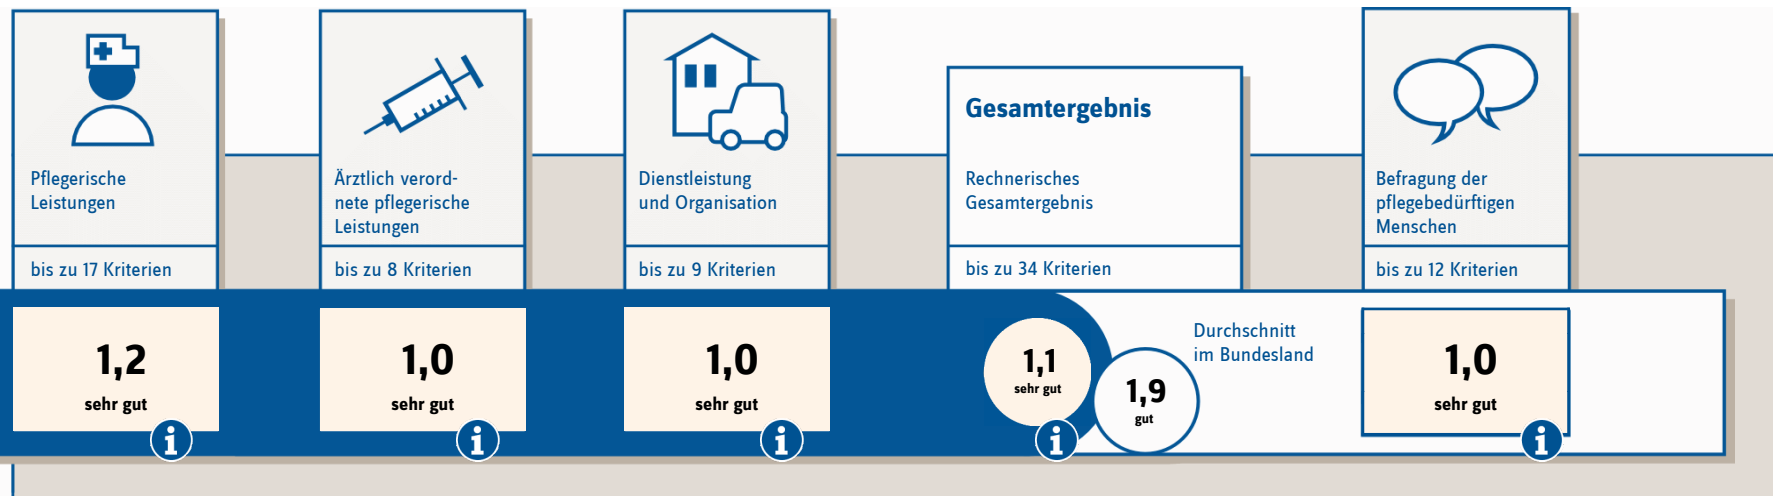 Pflegerische
Leistungen
bis zu 17 Kriterien
1,2
sehr gut
i
Ärztlich verord-
nete pflegerische
Leistungen
bis zu 8 Kriterien
1,0
sehr gut
i
Dienstleistung
und Organisation
bis zu 9 Kriterien
1,0
sehr gut
i
Gesamtergebnis
Rechnerisches
Gesamtergebnis
bis zu 34 Kriterien
1,1
sehr gut
i
1,9
gut
Durchschnitt
im Bundesland
Befragung der
pflegebedürftigen
Menschen
bis zu 12 Kriterien
1,0
sehr gut
i